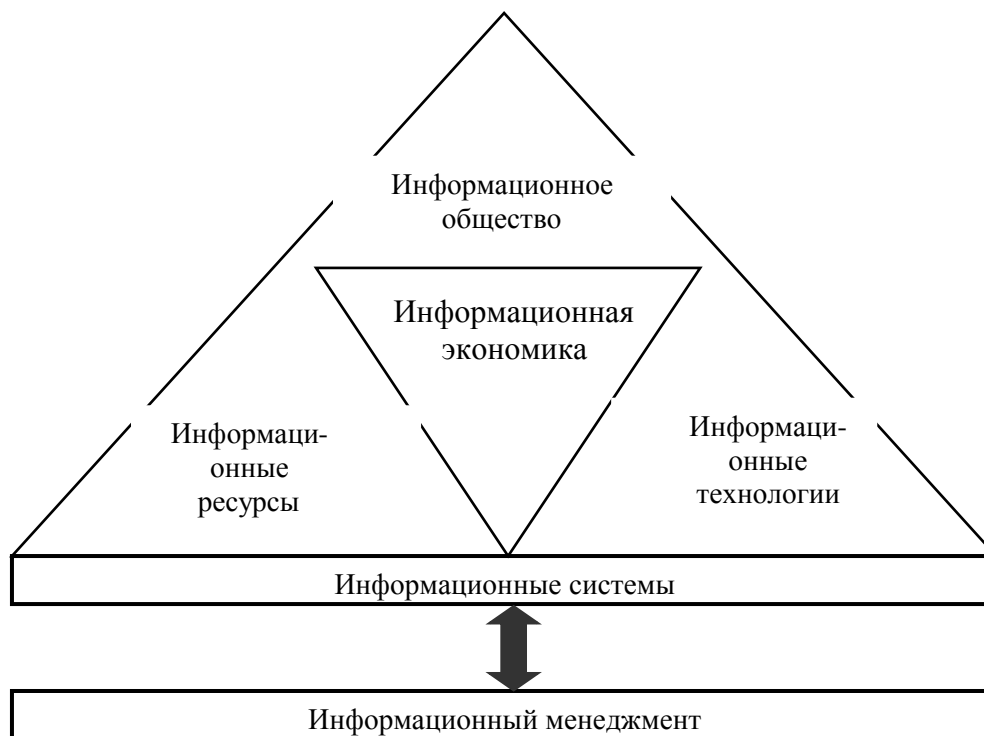 Информационное
общество
Информационная
экономика
Информаци-
онные
ресурсы
Информаци-
онные
технологии
Информационные системы
Информационный менеджмент